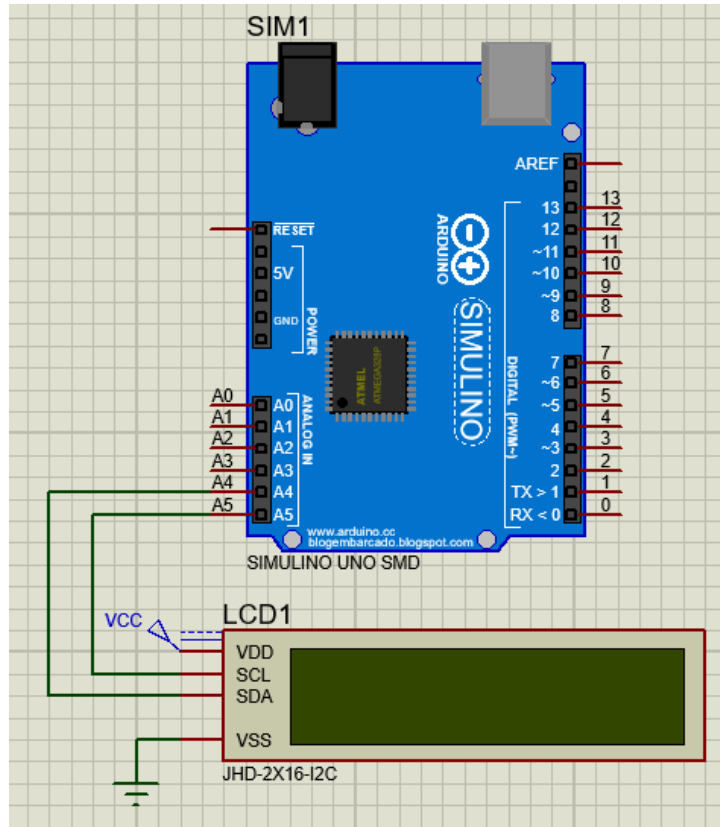 SIM1
AREF
13 13
12 12
~11 11
~10 10
~9 9
8 8
RESET
5V
GND
POWER
ARDUINO
SIMULINO
ATMEL
ATMEGA328P
DIGITAL (PWM~)
7 7
~6 6
~5 5
4 4
~3 3
2 2
TX > 1 1
RX < 0 0
A0 A0
A1 A1
A2 A2
A3 A3
A4 A4
A5 A5
ANALOG IN
www.arduino.cc
blogembarcado.blogspot.com
SIMULINO UNO SMD
LCD1
VCC
VDD
SCL
SDA
VSS
JHD-2X16-I2C